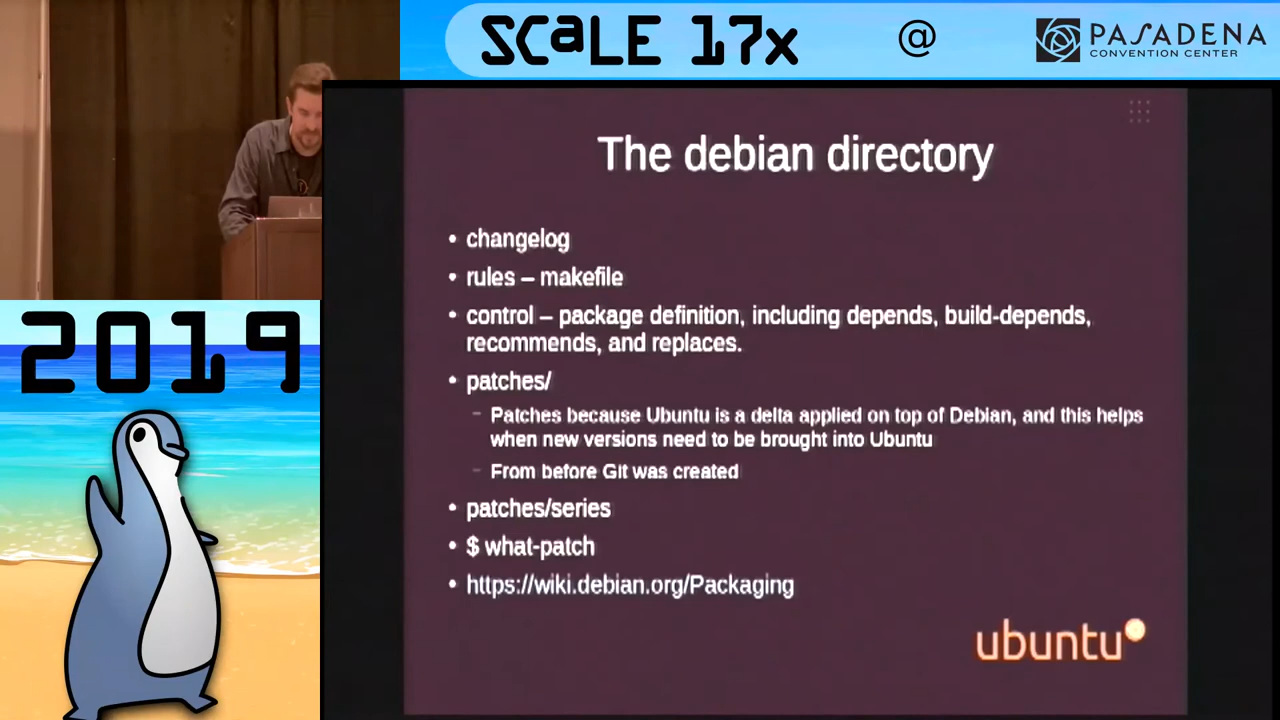 SCaLE 17x @ PASADENA
CONVENTION CENTER
2019
The debian directory
• changelog
• rules – makefile
• control – package definition, including depends, build-depends,
recommends, and replaces.
• patches/
– Patches because Ubuntu is a delta applied on top of Debian, and this helps
when new versions need to be brought into Ubuntu
– From before Git was created
• patches/series
• $ what-patch
• https://wiki.debian.org/Packaging
ubuntu